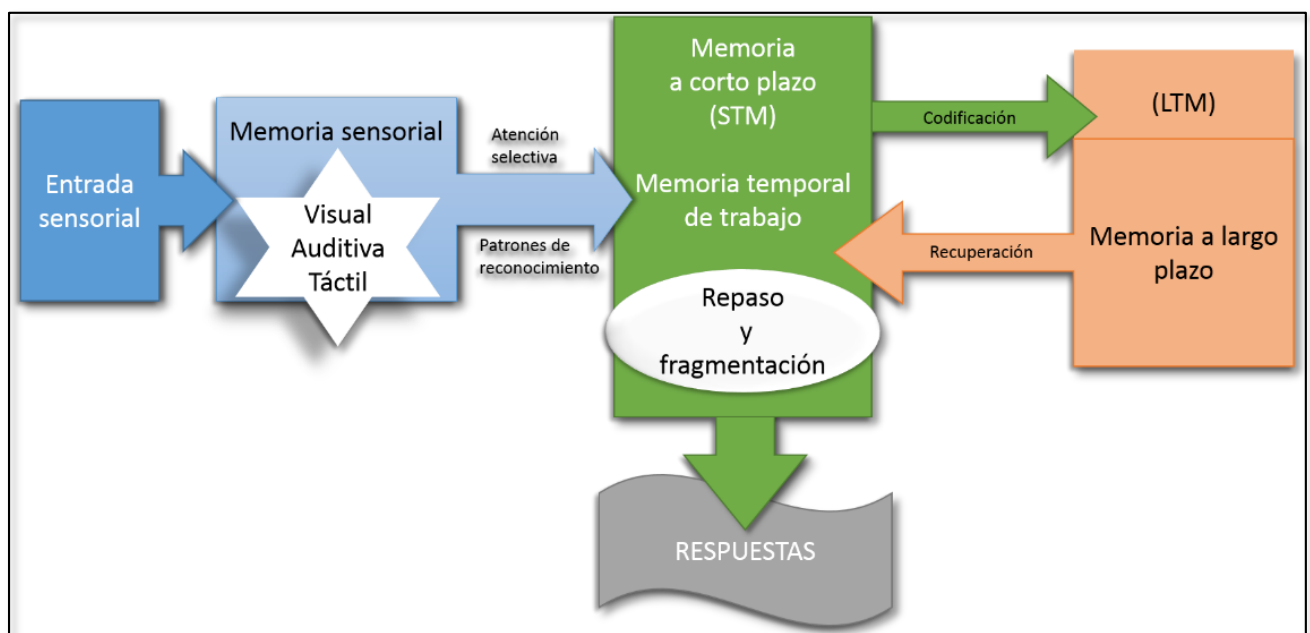 Entrada
sensorial
Memoria sensorial
Visual
Auditiva
Táctil
Atención
selectiva
Patrones de
reconocimiento
Memoria
a corto plazo
(STM)
Memoria temporal
de trabajo
Repaso
y
fragmentación
Codificación
Recuperación
(LTM)
Memoria a largo
plazo
RESPUESTAS